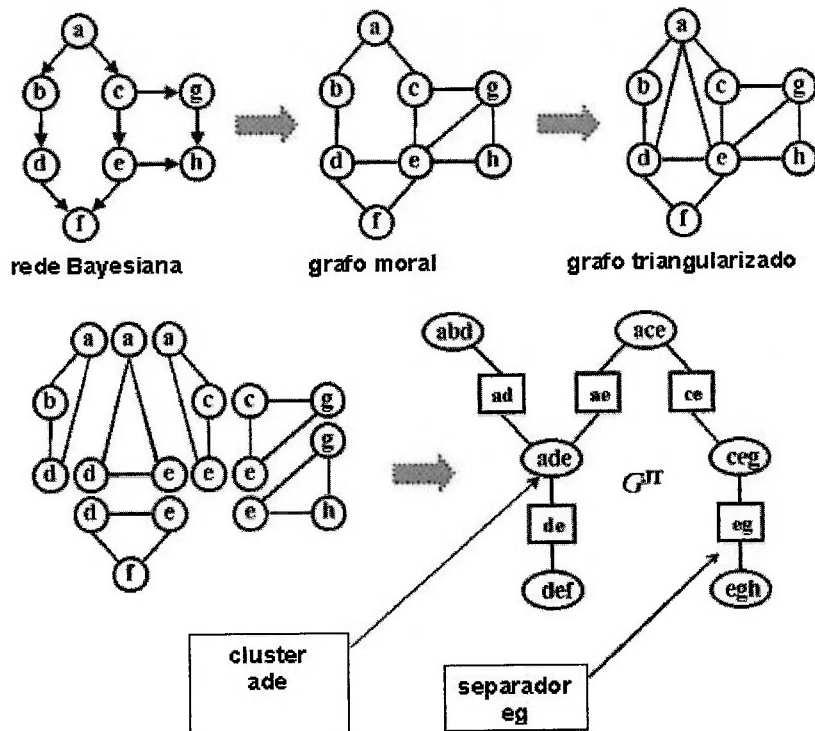 a a a
b c g b c g b c g
d e h d e h d e h
f f f
rede Bayesiana grafo moral grafo triangularizado
a a a abd ace
b c c g ad ae ce
g
d d e e e ade ceg
G^JT
d e e h de eg
f def egh
cluster
ade
separador
eg